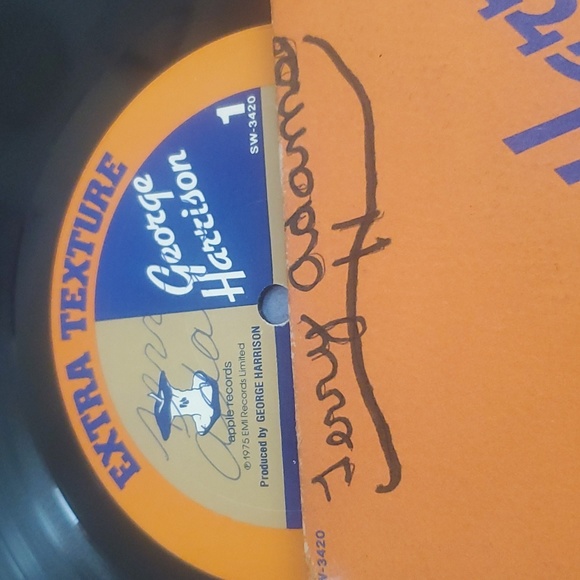 EXTRA TEXTURE
George
Harrison
1
SW-3420
apple records
℗ 1975 EMI Records Limited
Produced by GEORGE HARRISON
Jerry Adams
-3420